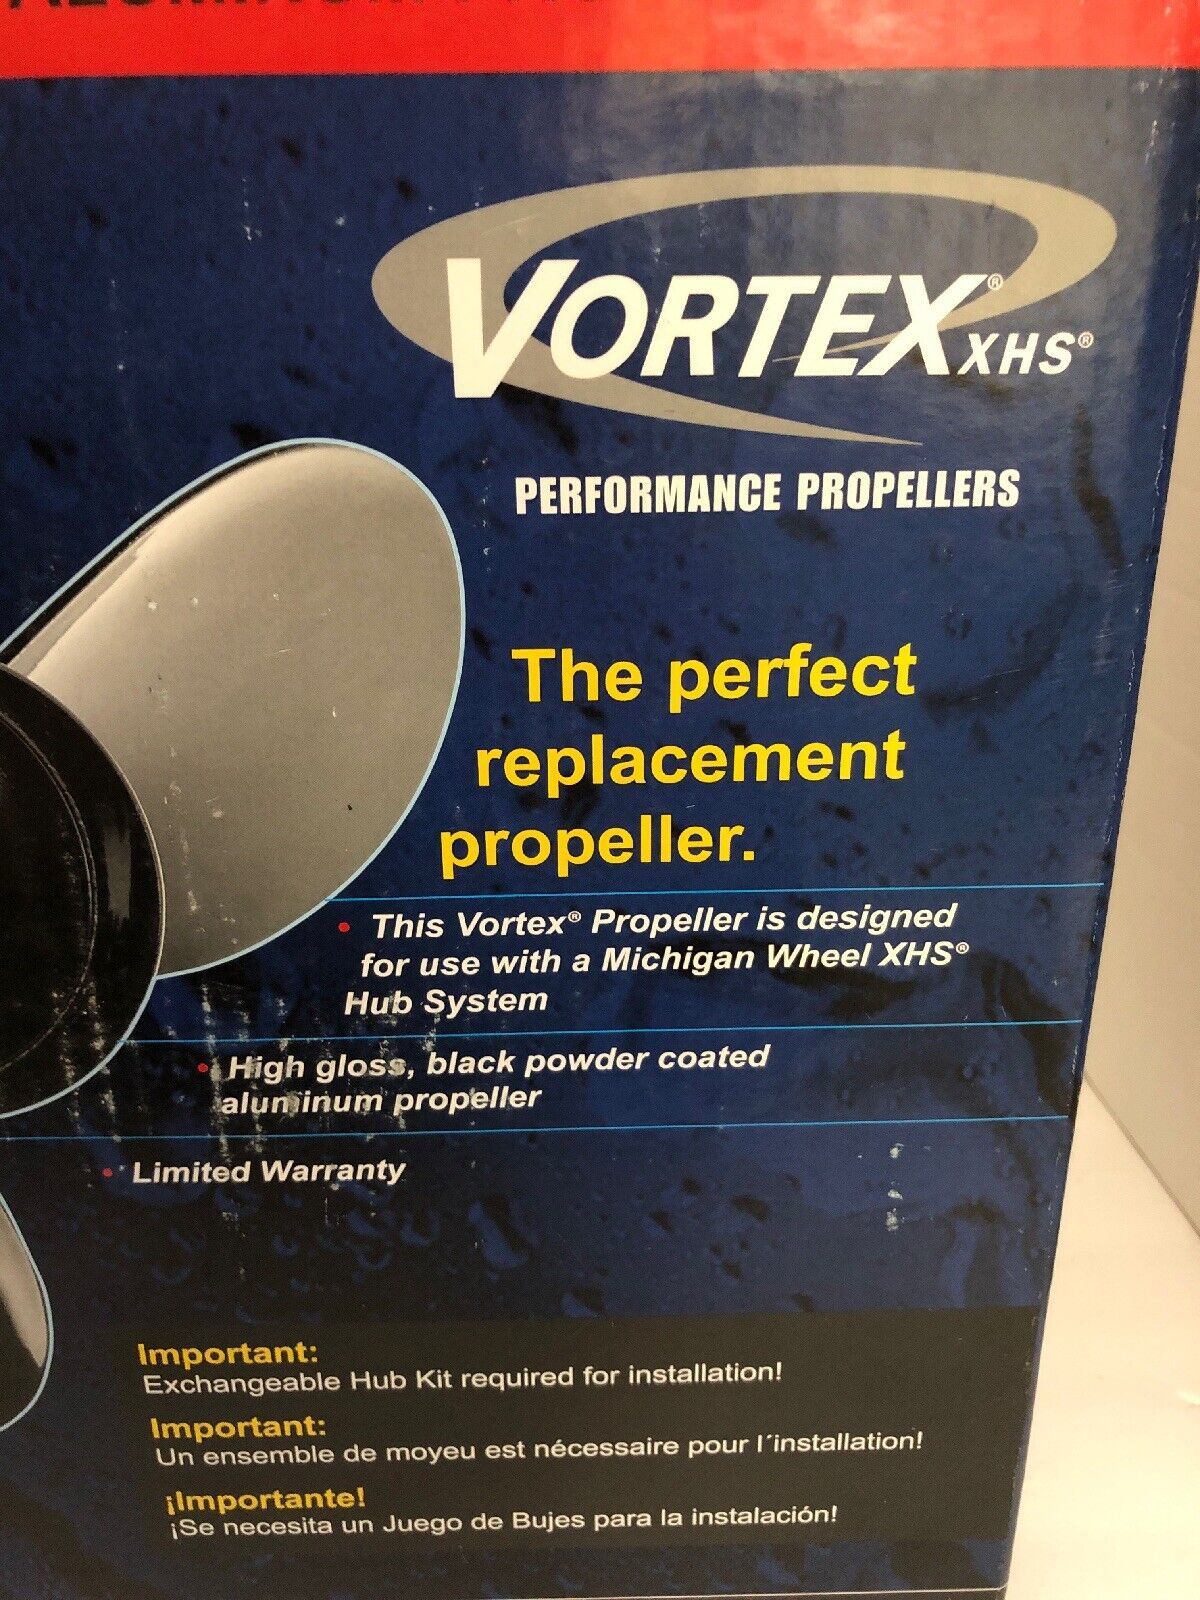 VORTEX®
XHS®
PERFORMANCE PROPELLERS
The perfect
replacement
propeller.
• This Vortex® Propeller is designed
for use with a Michigan Wheel XHS®
Hub System
• High gloss, black powder coated
aluminum propeller
• Limited Warranty
Important:
Exchangeable Hub Kit required for installation!
Important:
Un ensemble de moyeu est nécessaire pour l´installation!
¡Importante!
¡Se necesita un Juego de Bujes para la instalación!